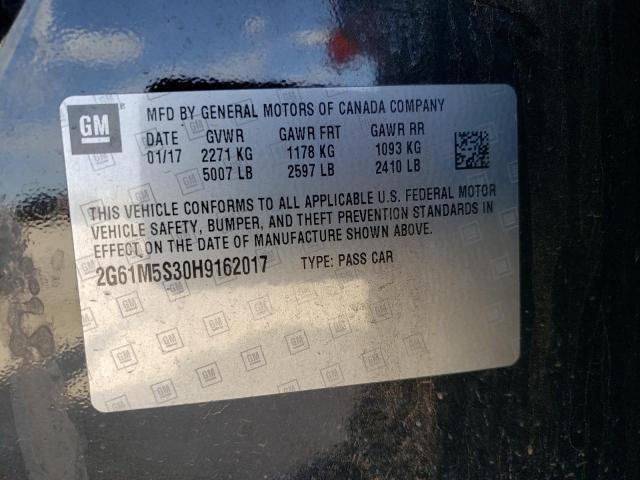 GM
MFD BY GENERAL MOTORS OF CANADA COMPANY
DATE GVWR GAWR FRT GAWR RR
01/17 2271 KG 1178 KG 1093 KG
5007 LB 2597 LB 2410 LB
THIS VEHICLE CONFORMS TO ALL APPLICABLE U.S. FEDERAL MOTOR
VEHICLE SAFETY, BUMPER, AND THEFT PREVENTION STANDARDS IN
EFFECT ON THE DATE OF MANUFACTURE SHOWN ABOVE.
2G61M5S30H9162017 TYPE: PASS CAR